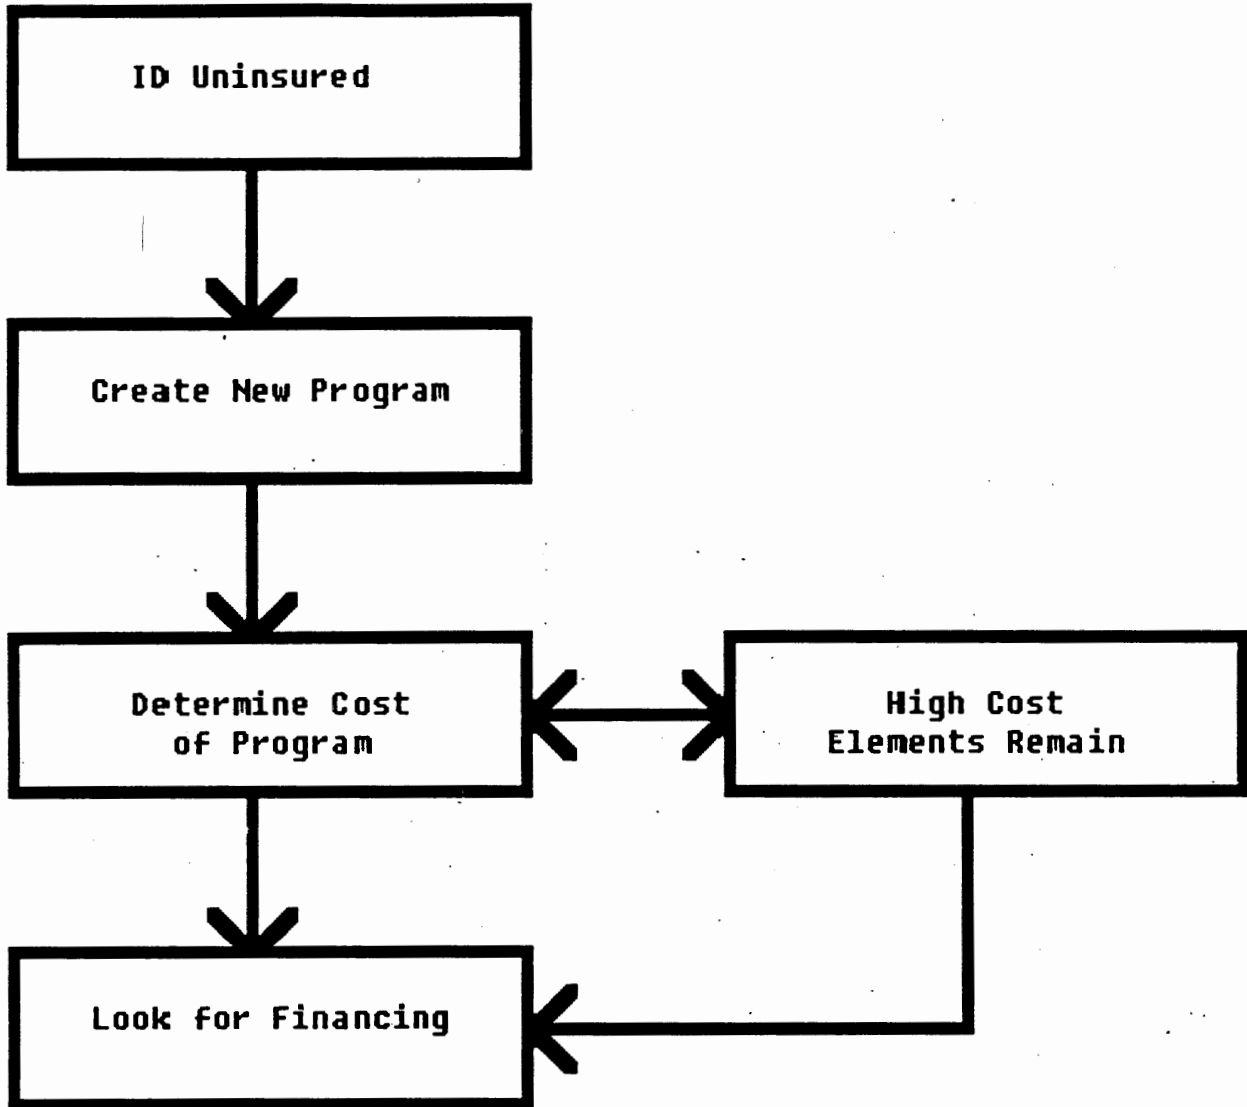 ID Uninsured
Create New Program
Determine Cost
of Program
High Cost
Elements Remain
Look for Financing